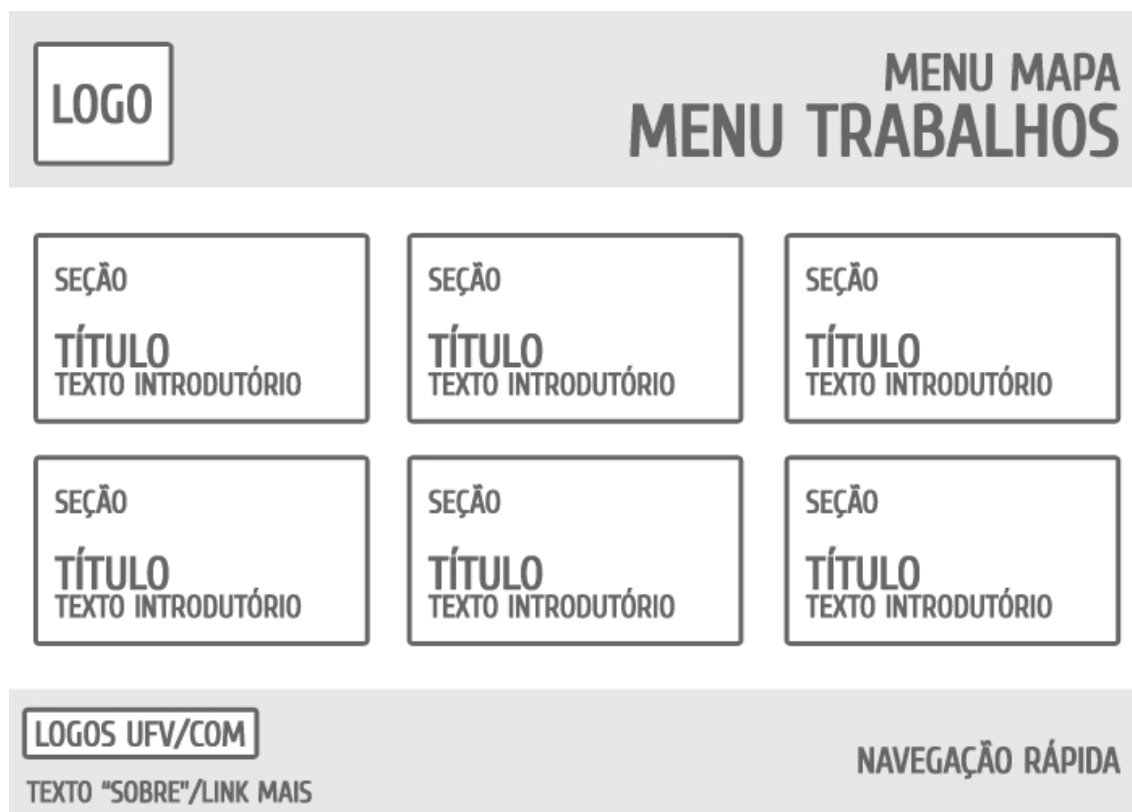 LOGO
MENU MAPA
MENU TRABALHOS
SEÇÃO
TÍTULO
TEXTO INTRODUTÓRIO
SEÇÃO
TÍTULO
TEXTO INTRODUTÓRIO
SEÇÃO
TÍTULO
TEXTO INTRODUTÓRIO
SEÇÃO
TÍTULO
TEXTO INTRODUTÓRIO
SEÇÃO
TÍTULO
TEXTO INTRODUTÓRIO
SEÇÃO
TÍTULO
TEXTO INTRODUTÓRIO
LOGOS UFV/COM
TEXTO “SOBRE”/LINK MAIS
NAVEGAÇÃO RÁPIDA